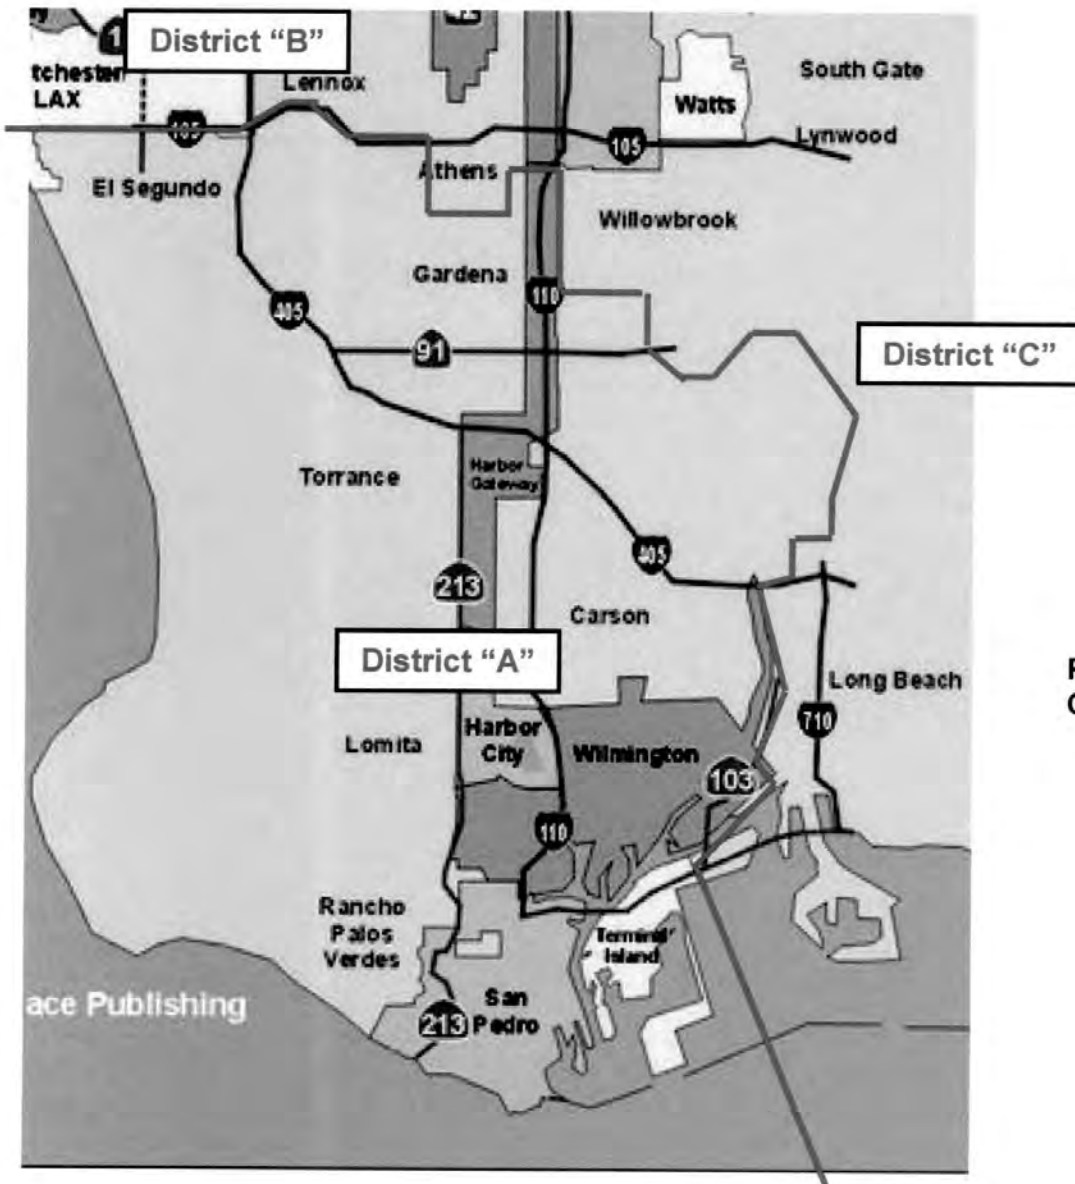 District “B”
tchester
LAX
Lennox
South Gate
Watts
105
105
Lynwood
El Segundo
Athens
Willowbrook
Gardena
405
110
91
District “C”
Torrance
Harbor
Gateway
405
213
Carson
District “A”
Long Beach
Lomita
Harbor
City
Wilmington
710
103
110
Rancho
Palos
Verdes
Terminal
Island
ace Publishing
San
Pedro
213